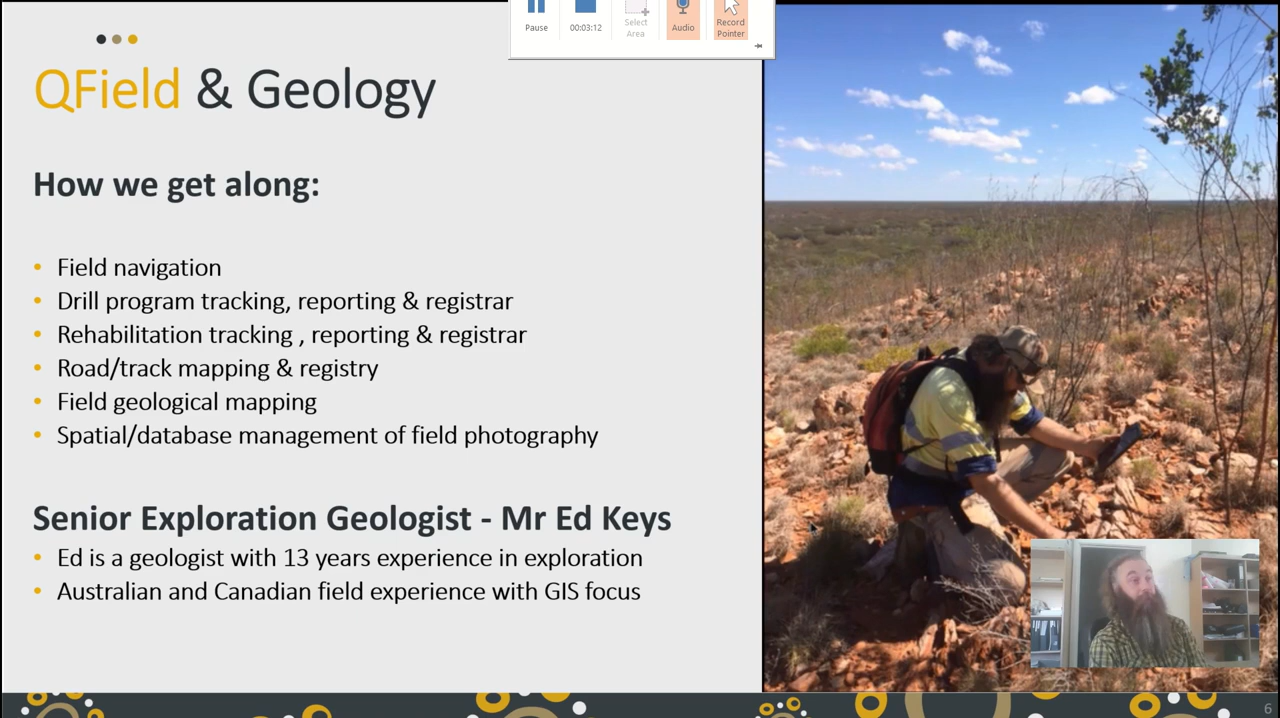 Pause
00:03:12
Select
Area
Audio
Record
Pointer
QField & Geology
How we get along:
• Field navigation
• Drill program tracking, reporting & registrar
• Rehabilitation tracking , reporting & registrar
• Road/track mapping & registry
• Field geological mapping
• Spatial/database management of field photography
Senior Exploration Geologist - Mr Ed Keys
• Ed is a geologist with 13 years experience in exploration
• Australian and Canadian field experience with GIS focus
6